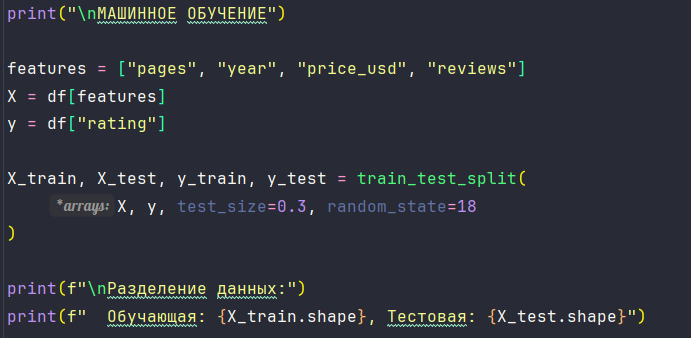 print("\nМАШИННОЕ ОБУЧЕНИЕ")
features = ["pages", "year", "price_usd", "reviews"]
X = df[features]
y = df["rating"]
X_train, X_test, y_train, y_test = train_test_split(
*arrays: X, y, test_size=0.3, random_state=18
)
print(f"\nРазделение данных:")
print(f"  Обучающая: {X_train.shape}, Тестовая: {X_test.shape}")